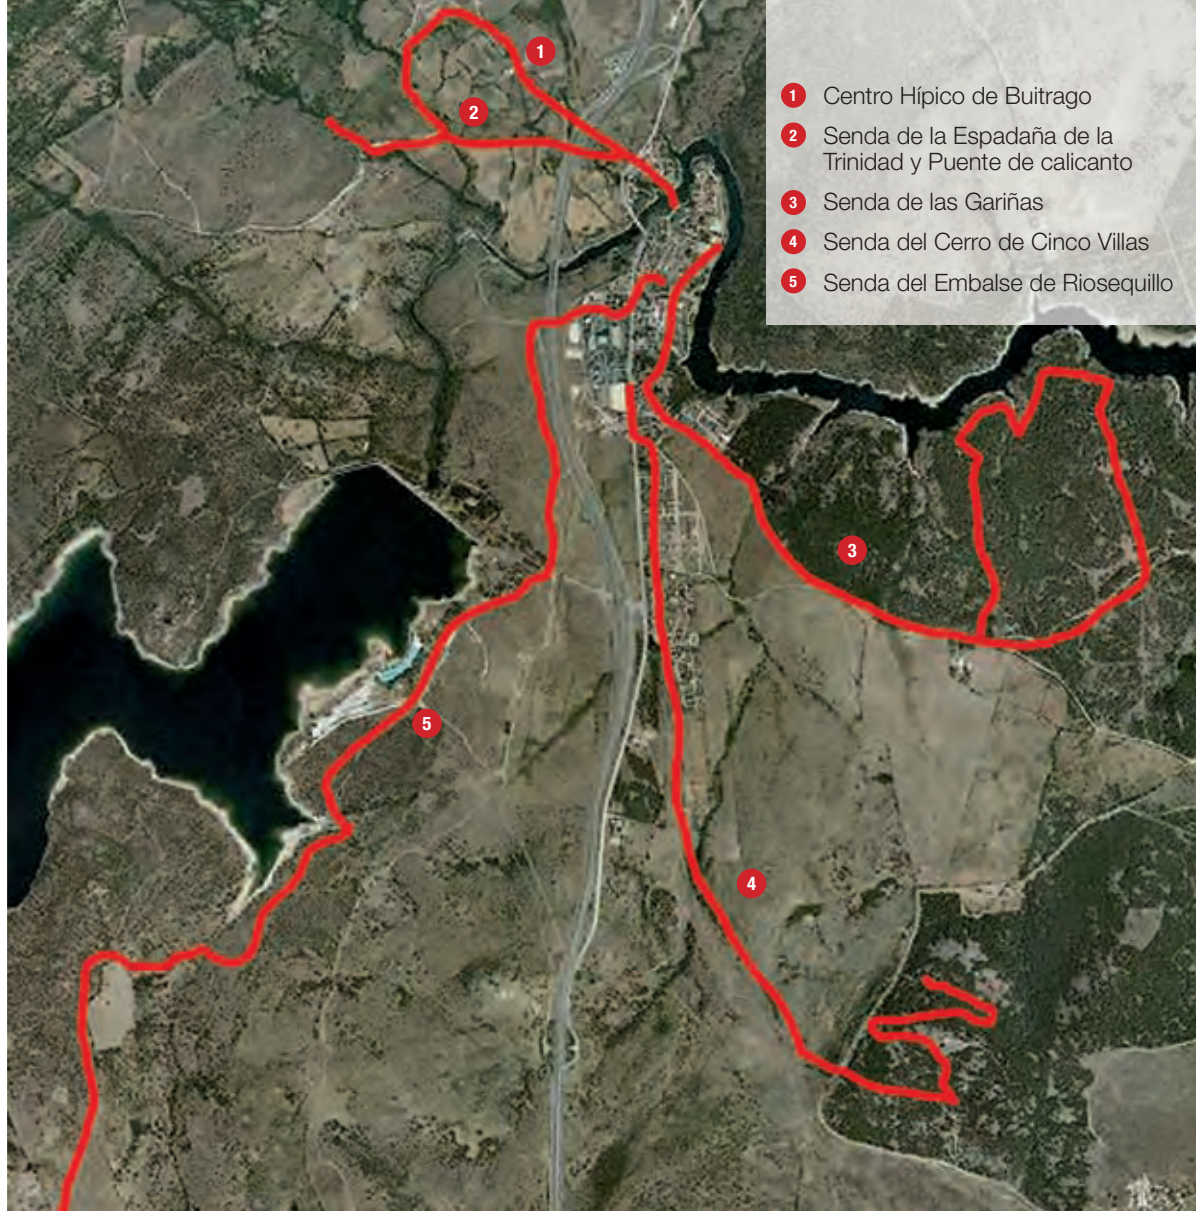 1 Centro Hípico de Buitrago
2 Senda de la Espadaña de la
Trinidad y Puente de calicanto
3 Senda de las Gariñas
4 Senda del Cerro de Cinco Villas
5 Senda del Embalse de Riosequillo
1
2
3
5
4